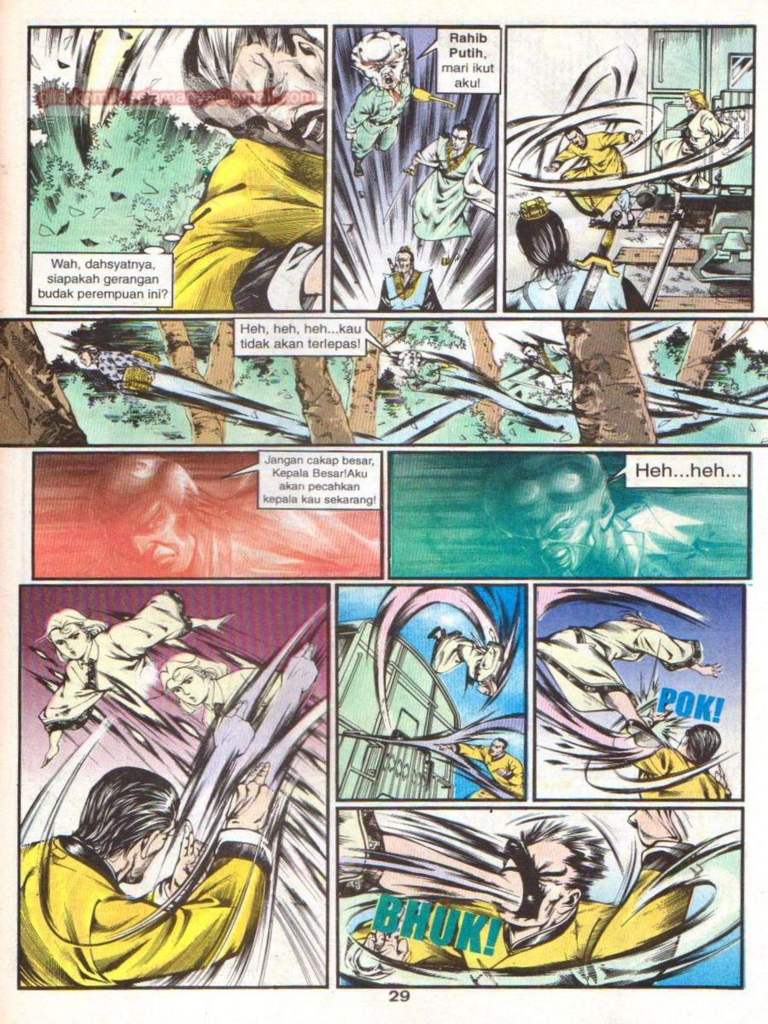 Wah, dahsyatnya,
siapakah gerangan
budak perempuan ini?
Rahib
Putih,
mari ikut
aku!
Heh, heh, heh...kau
tidak akan terlepas!
Jangan cakap besar,
Kepala Besar!Aku
akan pecahkan
kepala kau sekarang!
Heh...heh...
POK!
BHUK!
29